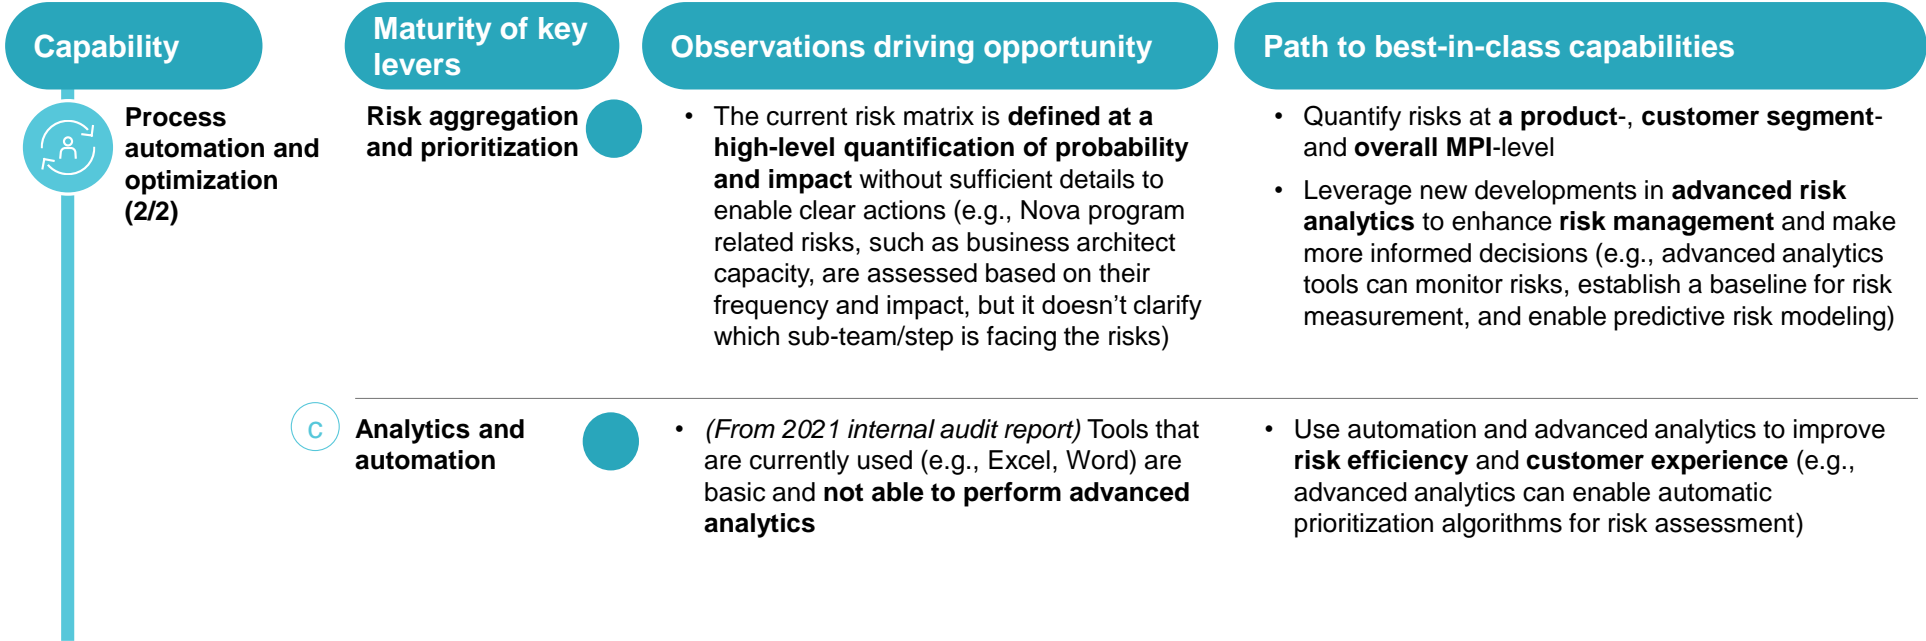 Capability
Maturity of key
levers
Observations driving opportunity
Path to best-in-class capabilities
Process
automation and
optimization
(2/2)
Risk aggregation
and prioritization
• The current risk matrix is defined at a
high-level quantification of probability
and impact without sufficient details to
enable clear actions (e.g., Nova program
related risks, such as business architect
capacity, are assessed based on their
frequency and impact, but it doesn’t clarify
which sub-team/step is facing the risks)
• Quantify risks at a product-, customer segment-
and overall MPI-level
• Leverage new developments in advanced risk
analytics to enhance risk management and make
more informed decisions (e.g., advanced analytics
tools can monitor risks, establish a baseline for risk
measurement, and enable predictive risk modeling)
C
Analytics and
automation
• (From 2021 internal audit report) Tools that
are currently used (e.g., Excel, Word) are
basic and not able to perform advanced
analytics
• Use automation and advanced analytics to improve
risk efficiency and customer experience (e.g.,
advanced analytics can enable automatic
prioritization algorithms for risk assessment)